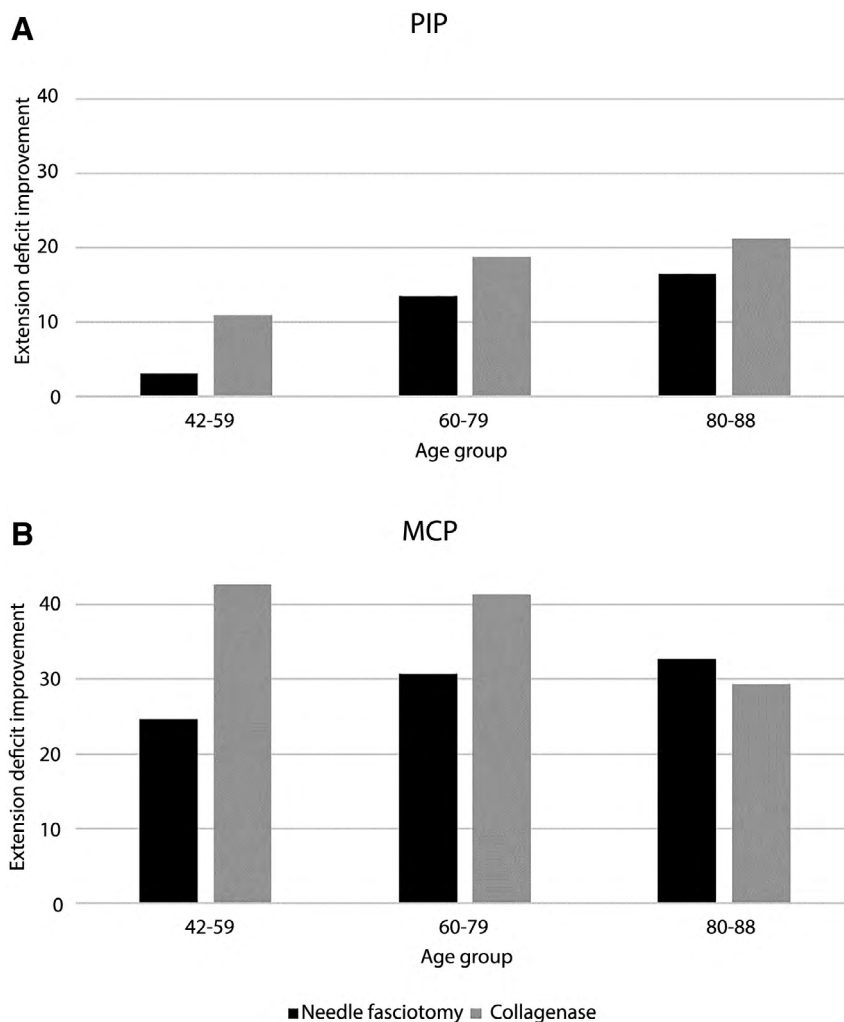 A
PIP
Extension deficit improvement
40
30
20
10
0
42-59 60-79 80-88
Age group
B
MCP
Extension deficit improvement
40
30
20
10
0
42-59 60-79 80-88
Age group
Needle fasciotomy Collagenase